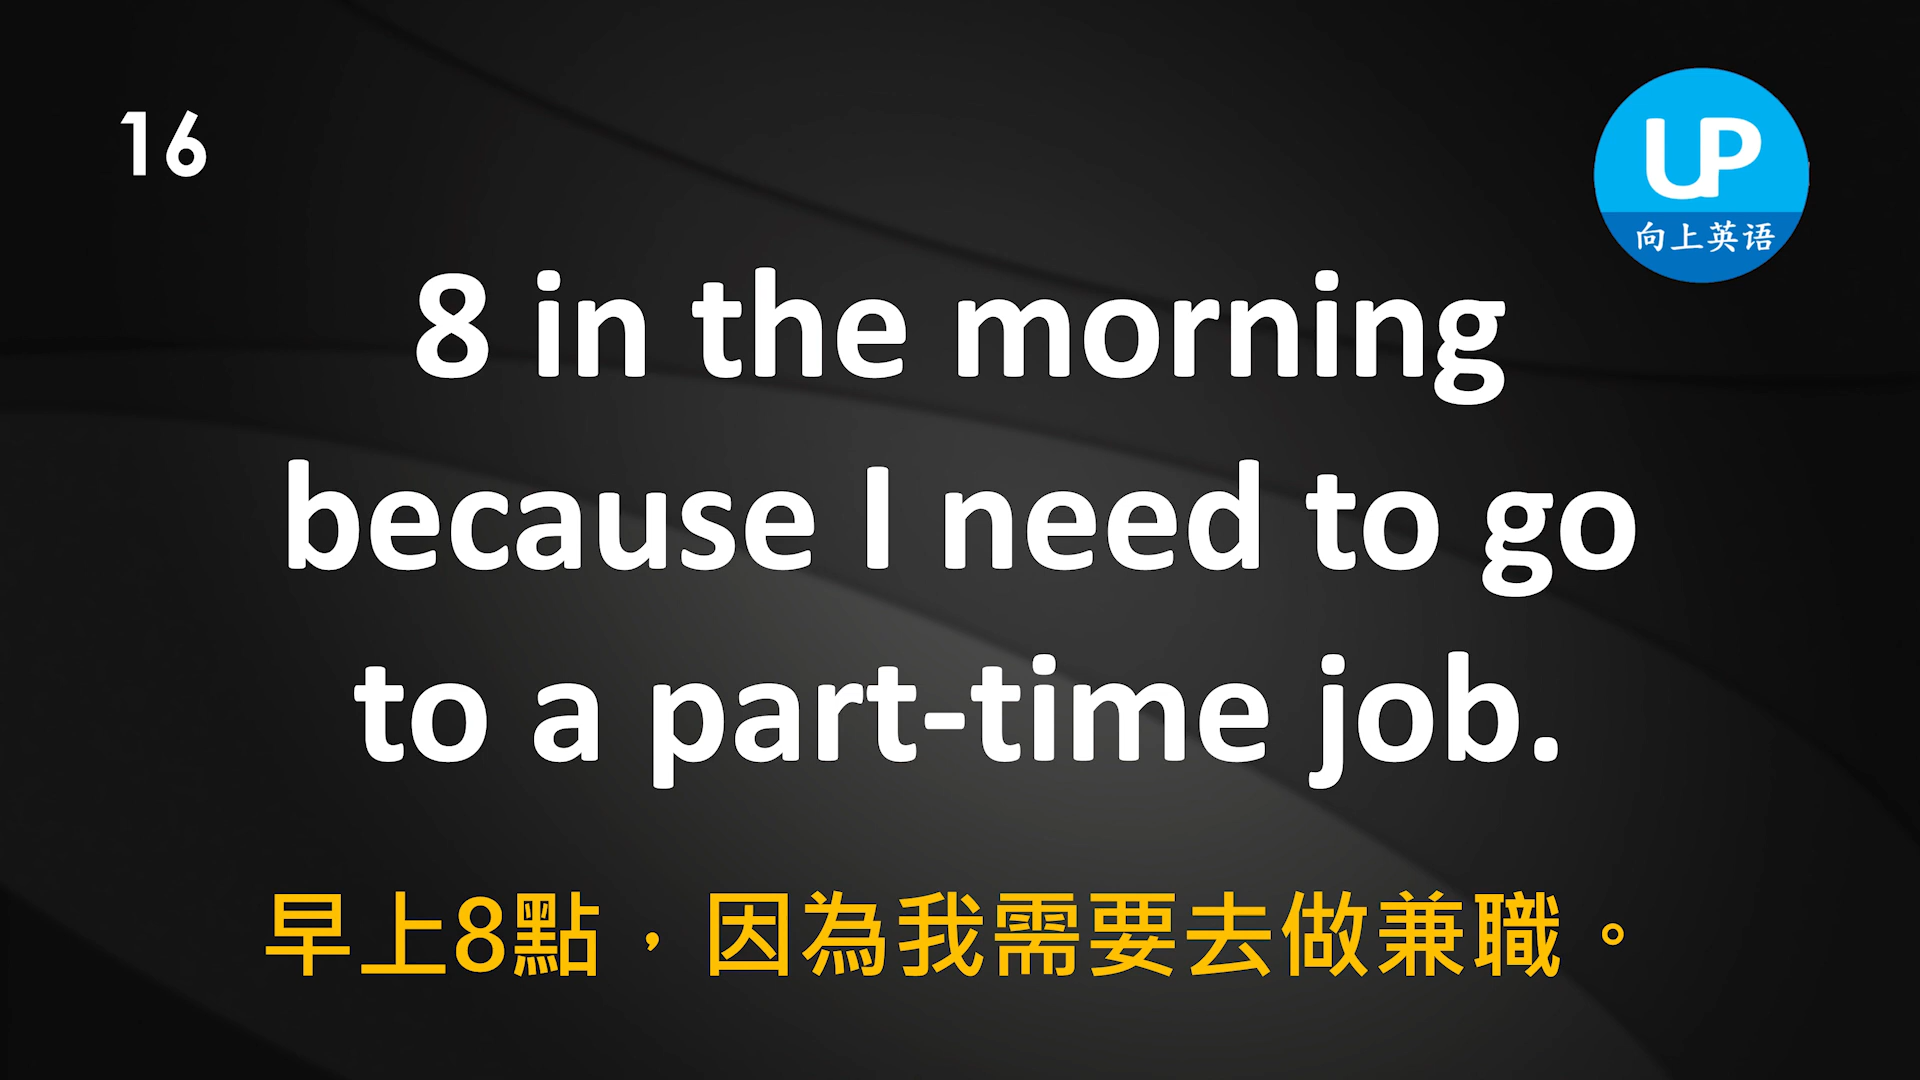 16
UP
向上英语
8 in the morning
because I need to go
to a part-time job.
早上8點，因為我需要去做兼職。